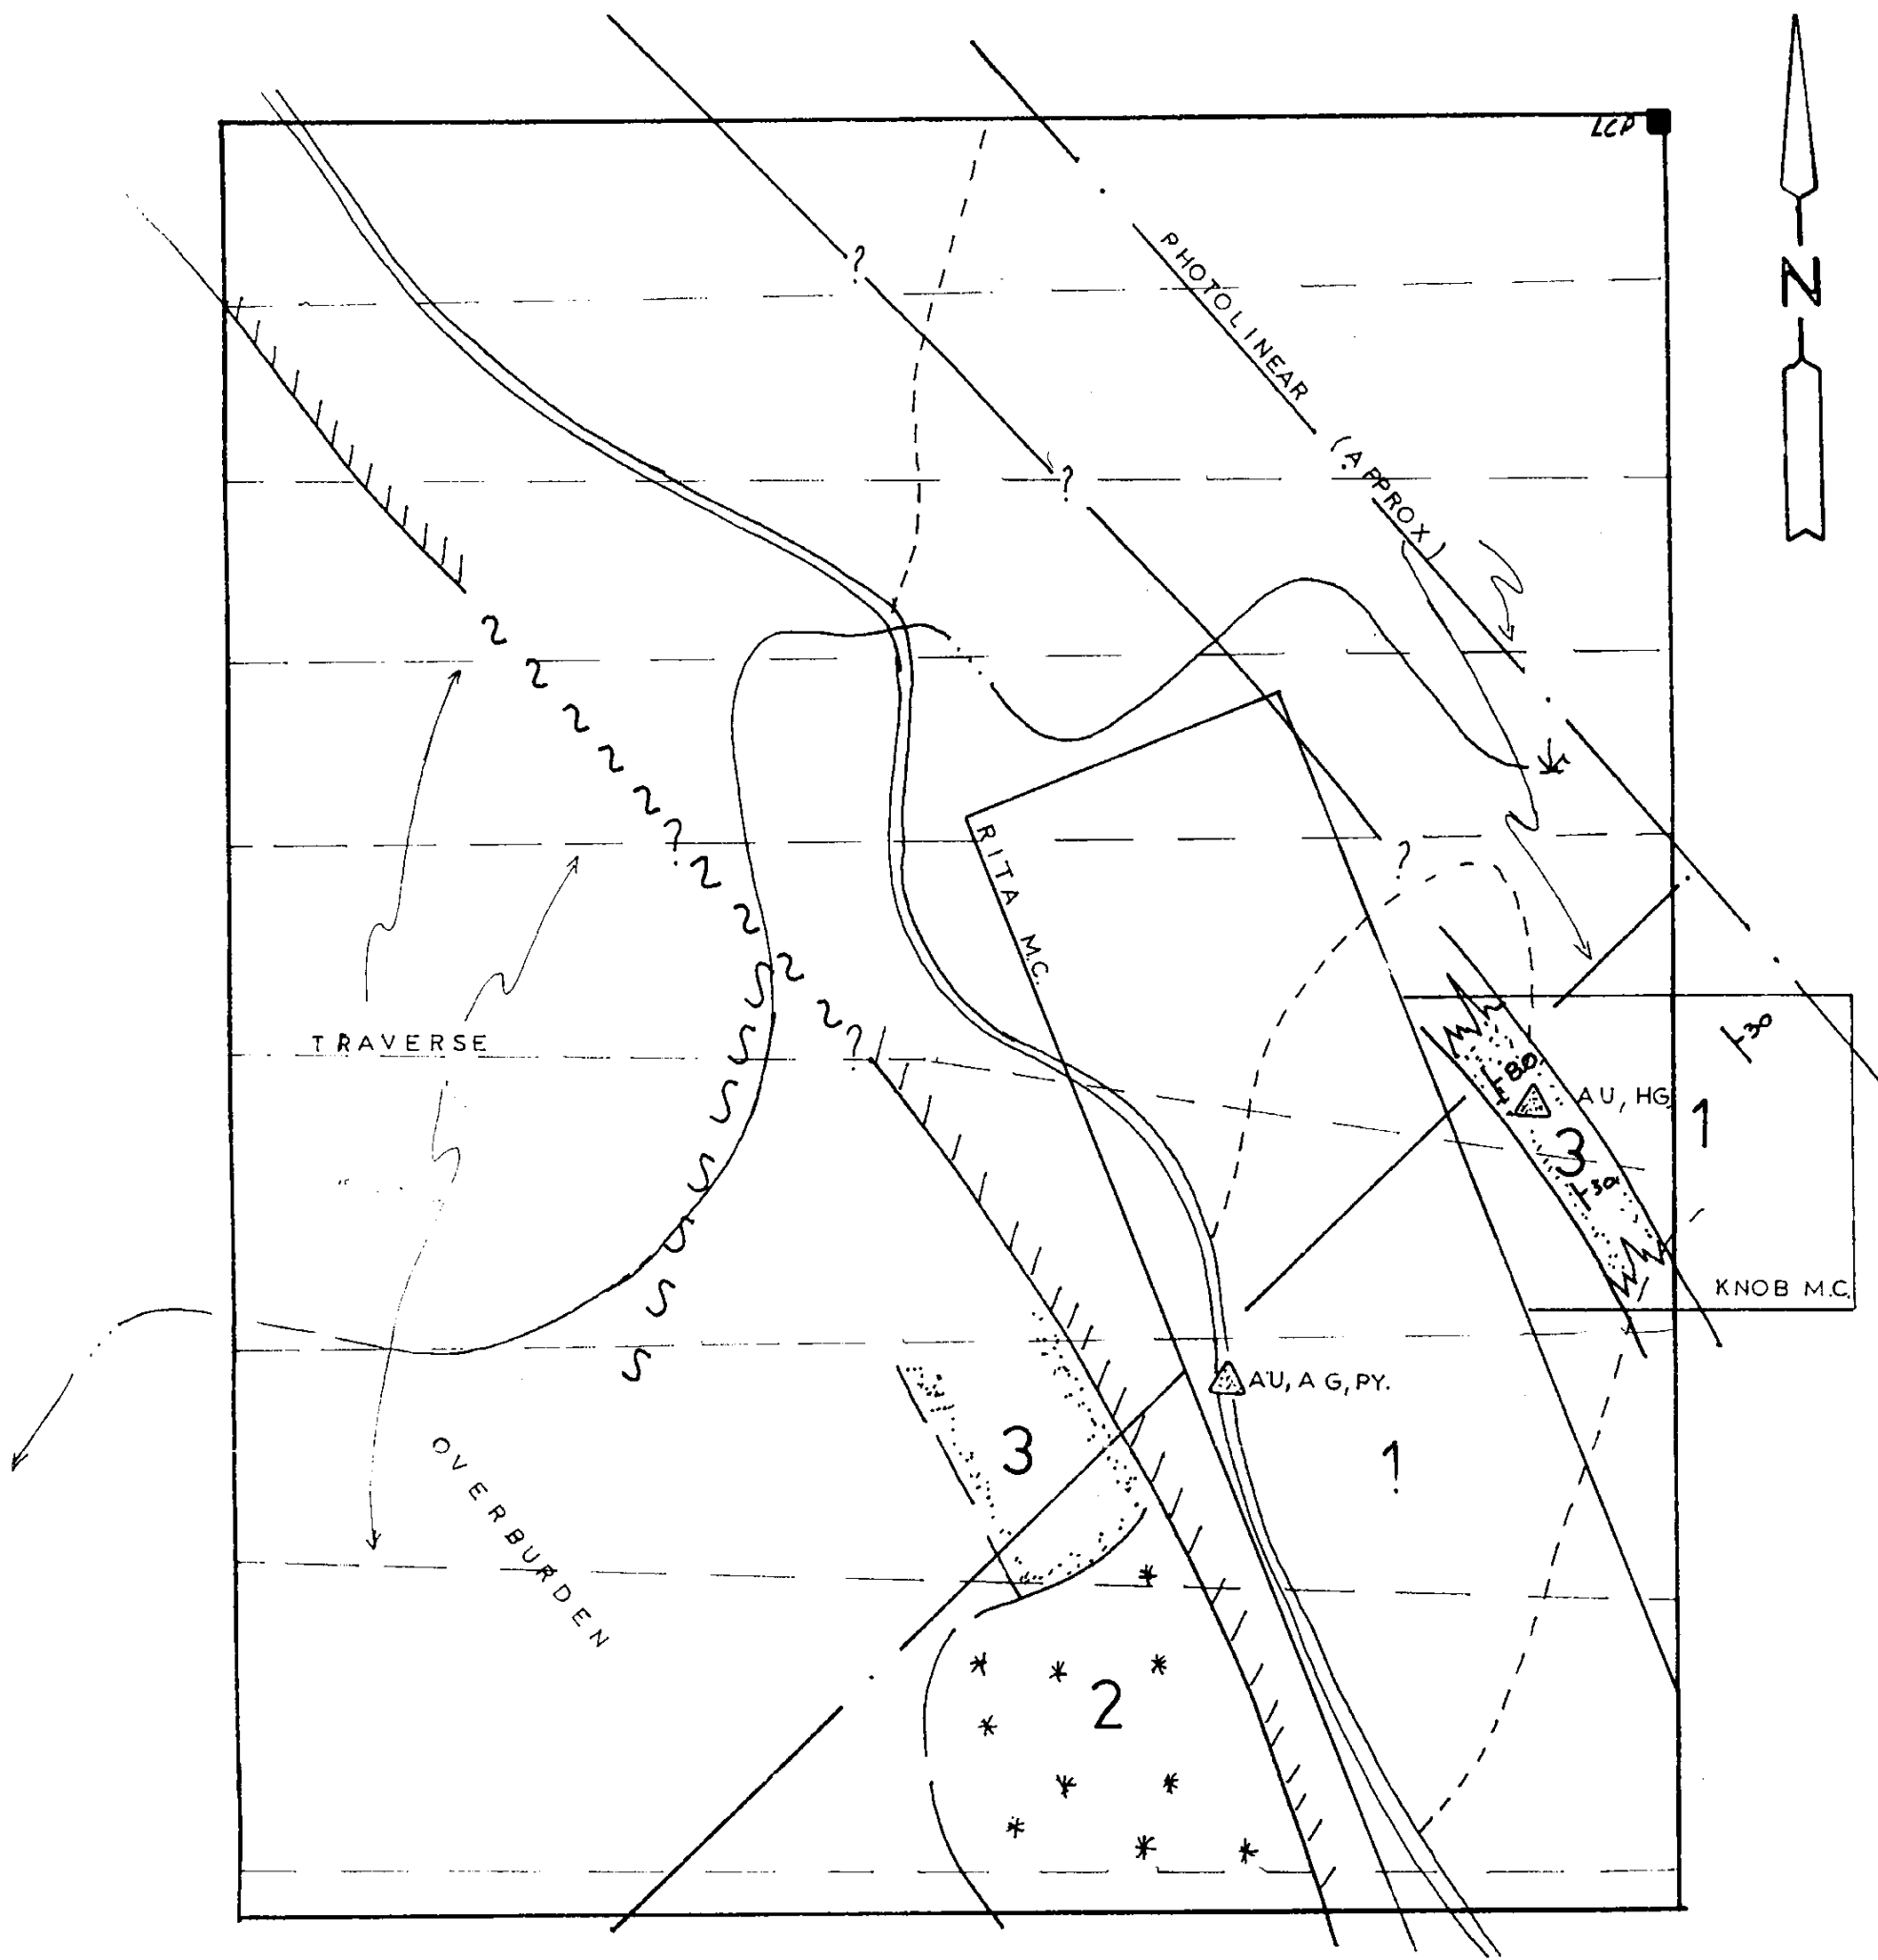 LCP
N
?
PHOTOLINEAR (APPROX)
?
?
RITA M.C.
?
?
TRAVERSE
30
80
AU, HG
1
3
30
KNOB M.C.
AU, AG, PY.
3
1
OVERBURDEN
2